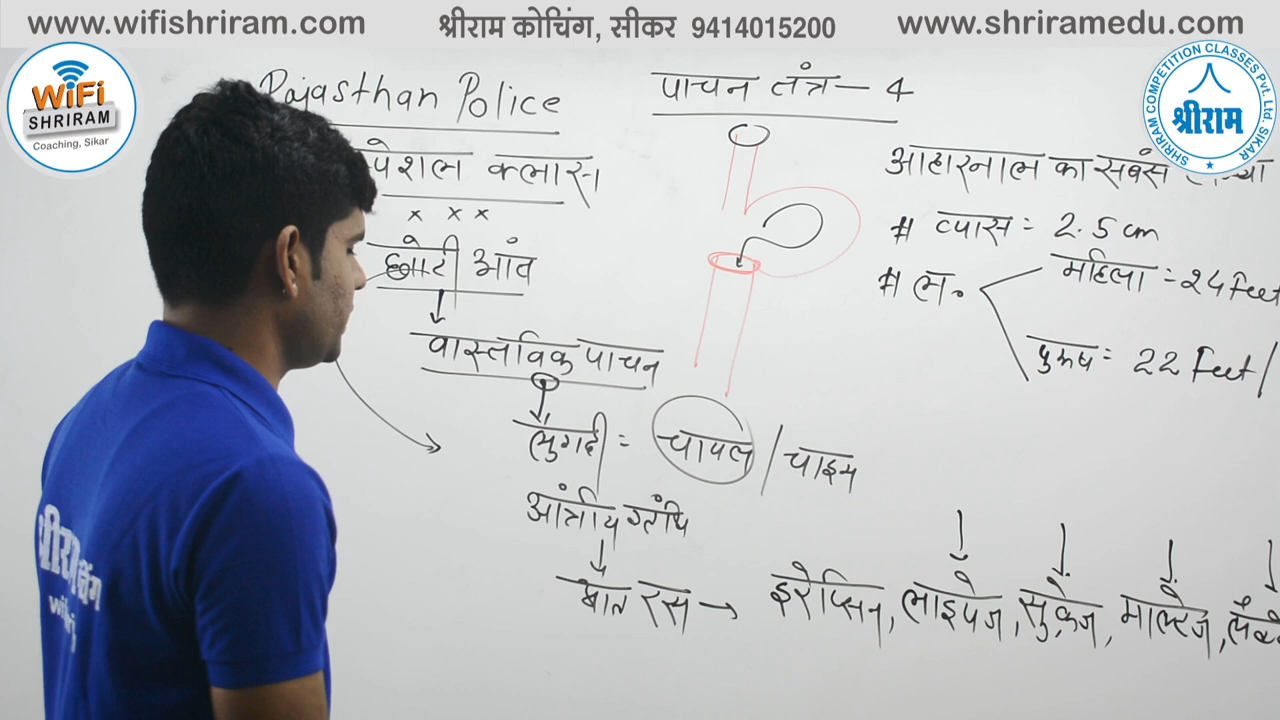 www.wifishriram.com श्रीराम कोचिंग, सीकर 9414015200 www.shriramedu.com
WiFi
SHRIRAM
Coaching, Sikar
SHRIRAM COMPETITION CLASSES Pvt. Ltd. SIKAR
श्रीराम
Rajasthan Police
पेशल क्लास
× × ×
छोटी आंत
वास्तविक पाचन
लुगदी = चायल / चाइम
आंत्रीय ग्रंथि
आंत रस → इरेप्सिन, लाइपेज, सुक्रेज, माल्टेज,
पाचन तंत्र - 4
आहारनाल का सबसे
# व्यास = 2.5 cm
# ल०
महिला = 24 feet
पुरुष = 22 feet
श्रीराम